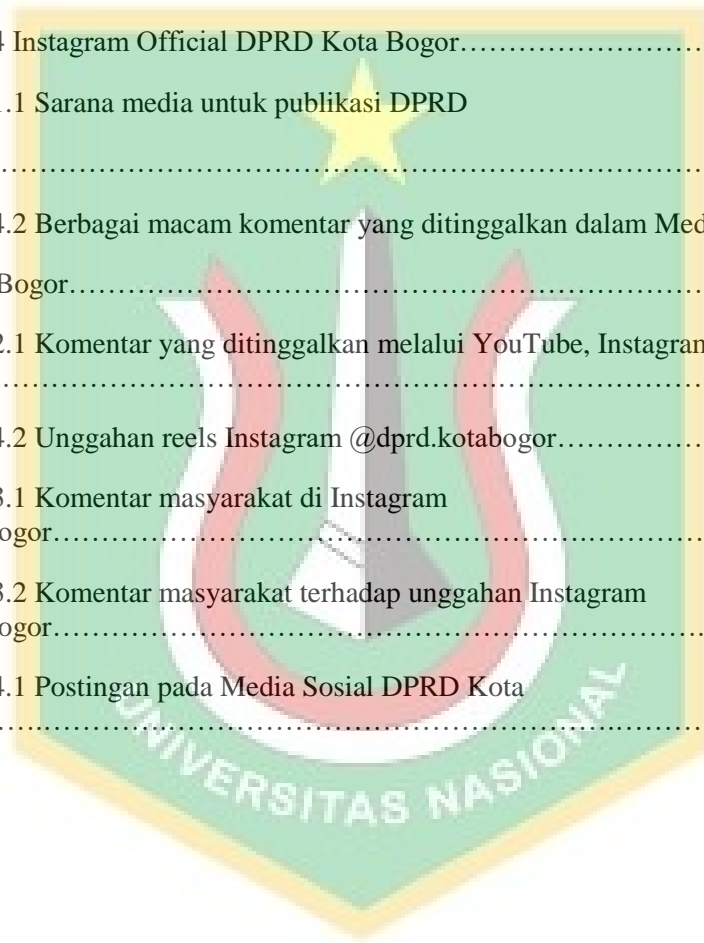 4 Instagram Official DPRD Kota Bogor……………………
.1 Sarana media untuk publikasi DPRD
……………………………………………………………
4.2 Berbagai macam komentar yang ditinggalkan dalam Med
Bogor……………………………………………………
2.1 Komentar yang ditinggalkan melalui YouTube, Instagram
……………………………………………………………
4.2 Unggahan reels Instagram @dprd.kotabogor……………
3.1 Komentar masyarakat di Instagram
ogor………………………………………………………
3.2 Komentar masyarakat terhadap unggahan Instagram
ogor………………………………………………………
4.1 Postingan pada Media Sosial DPRD Kota
……………………………………………………………
UNIVERSITAS NASIONAL